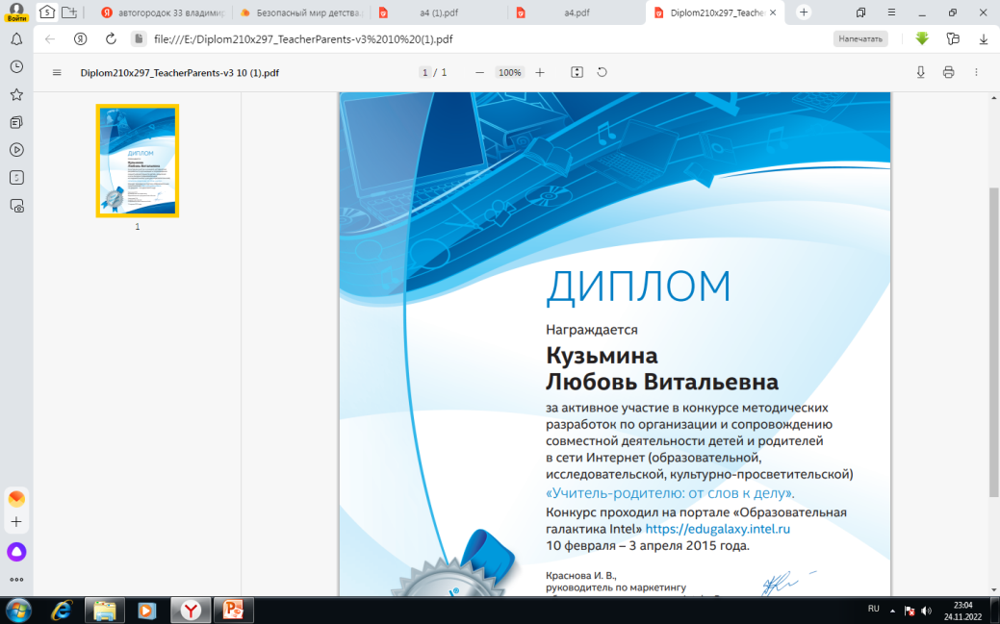 Войти
5
автогородок 33 владимир
Безопасный мир детства.
a4 (1).pdf
a4.pdf
Diplom210x297_Teache
file:///E:/Diplom210x297_TeacherParents-v3%2010%20(1).pdf
Напечатать
Diplom210x297_TeacherParents-v3 10 (1).pdf
1 / 1
100%
1
ДИПЛОМ
Награждается
Кузьмина
Любовь Витальевна
за активное участие в конкурсе методических
разработок по организации и сопровождению
совместной деятельности детей и родителей
в сети Интернет (образовательной,
исследовательской, культурно-просветительской)
«Учитель-родителю: от слов к делу».
Конкурс проходил на портале «Образовательная
галактика Intel» https://edugalaxy.intel.ru
10 февраля – 3 апреля 2015 года.
Краснова И. В.,
руководитель по маркетингу
RU
23:04
24.11.2022